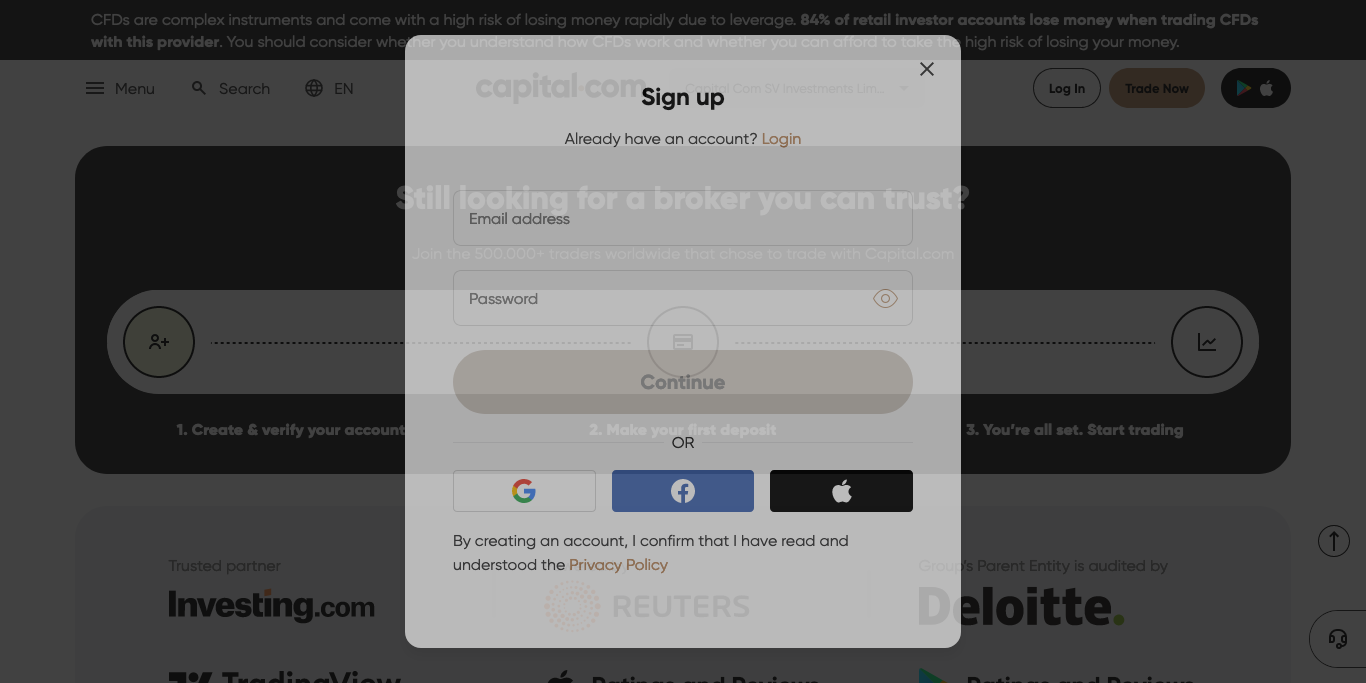 CFDs are complex instruments and come with a high risk of losing money rapidly due to leverage. 84% of retail investor accounts lose money when trading CFDs
with this provider. You should consider whether you understand how CFDs work and whether you can afford to take the high risk of losing your money.
Menu
Search
EN
capital.com
Capital Com SV Investments Lim...
Log In
Trade Now
Sign up
Already have an account? Login
Still looking for a broker you can trust?
Email address
Join the 500.000+ traders worldwide that chose to trade with Capital.com
Password
Continue
1. Create & verify your account
2. Make your first deposit
3. You're all set. Start trading
OR
By creating an account, I confirm that I have read and
understood the Privacy Policy
Trusted partner
Group's Parent Entity is audited by
Investing.com
REUTERS
Deloitte.
TradingView
Ratings and Reviews
Ratings and Reviews